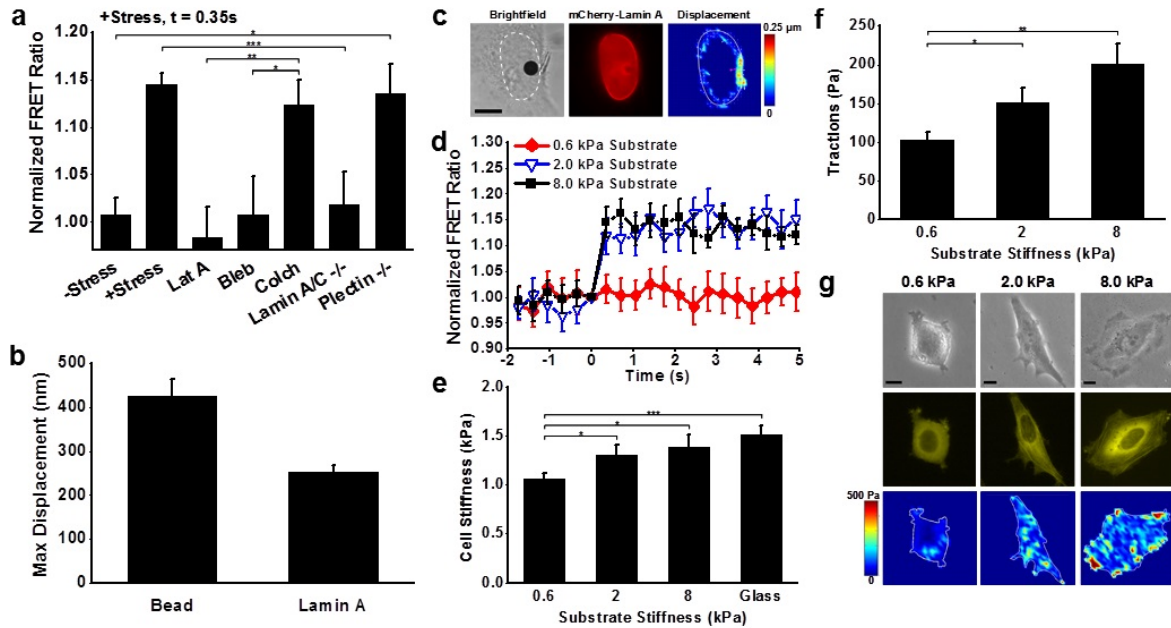 a
+Stress, t = 0.35s
Normalized FRET Ratio
1.20
1.15
1.10
1.05
1.00
*
***
**
*
-Stress
+Stress
Lat A
Bleb
Colch
Lamin A/C -/-
Plectin -/-
b
Max Displacement (nm)
500
400
300
200
100
0
Bead
Lamin A
c
Brightfield
mCherry-Lamin A
Displacement
0.25 µm
0
d
Normalized FRET Ratio
1.30
1.25
1.20
1.15
1.10
1.05
1.00
0.95
0.90
0.6 kPa Substrate
2.0 kPa Substrate
8.0 kPa Substrate
-2 -1 0 1 2 3 4 5
Time (s)
e
Cell Stiffness (kPa)
2.0
1.5
1.0
0.5
0.0
***
*
*
0.6 2 8 Glass
Substrate Stiffness (kPa)
f
Tractions (Pa)
250
200
150
100
50
0
**
*
0.6 2 8
Substrate Stiffness (kPa)
g
0.6 kPa 2.0 kPa 8.0 kPa
500 Pa
0